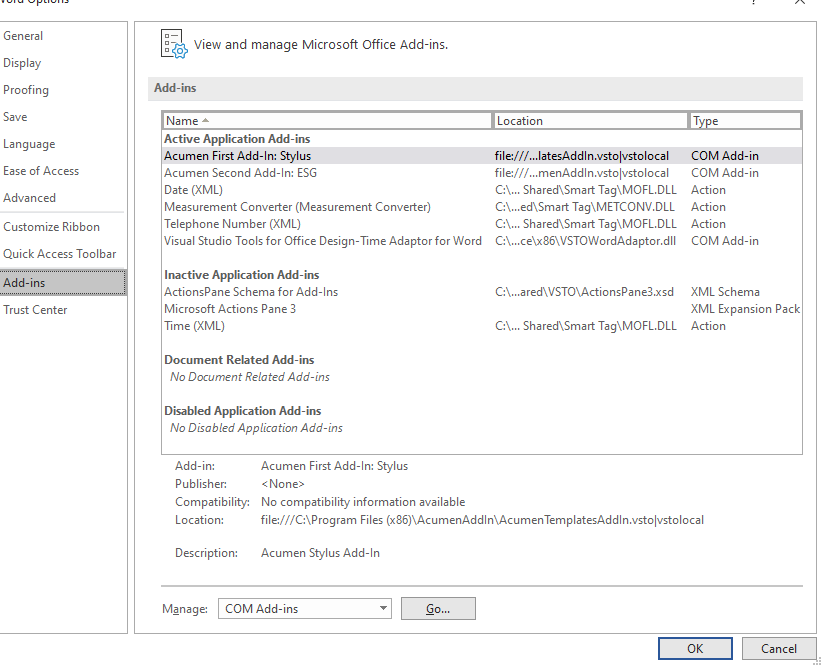 Word Options
?
General
Display
Proofing
Save
Language
Ease of Access
Advanced
Customize Ribbon
Quick Access Toolbar
Add-ins
Trust Center
View and manage Microsoft Office Add-ins.
Add-ins
Name Location Type
Active Application Add-ins
Acumen First Add-In: Stylus file:///...latesAddIn.vsto|vstolocal COM Add-in
Acumen Second Add-In: ESG file:///...menAddIn.vsto|vstolocal COM Add-in
Date (XML) C:\... Shared\Smart Tag\MOFL.DLL Action
Measurement Converter (Measurement Converter) C:\...ed\Smart Tag\METCONV.DLL Action
Telephone Number (XML) C:\... Shared\Smart Tag\MOFL.DLL Action
Visual Studio Tools for Office Design-Time Adaptor for Word C:\...ce\x86\VSTOWordAdaptor.dll COM Add-in
Inactive Application Add-ins
ActionsPane Schema for Add-Ins C:\...ared\VSTO\ActionsPane3.xsd XML Schema
Microsoft Actions Pane 3 XML Expansion Pack
Time (XML) C:\... Shared\Smart Tag\MOFL.DLL Action
Document Related Add-ins
No Document Related Add-ins
Disabled Application Add-ins
No Disabled Application Add-ins
Add-in: Acumen First Add-In: Stylus
Publisher: <None>
Compatibility: No compatibility information available
Location: file:///C:\Program Files (x86)\AcumenAddIn\AcumenTemplatesAddIn.vsto|vstolocal
Description: Acumen Stylus Add-In
Manage: COM Add-ins Go...
OK Cancel